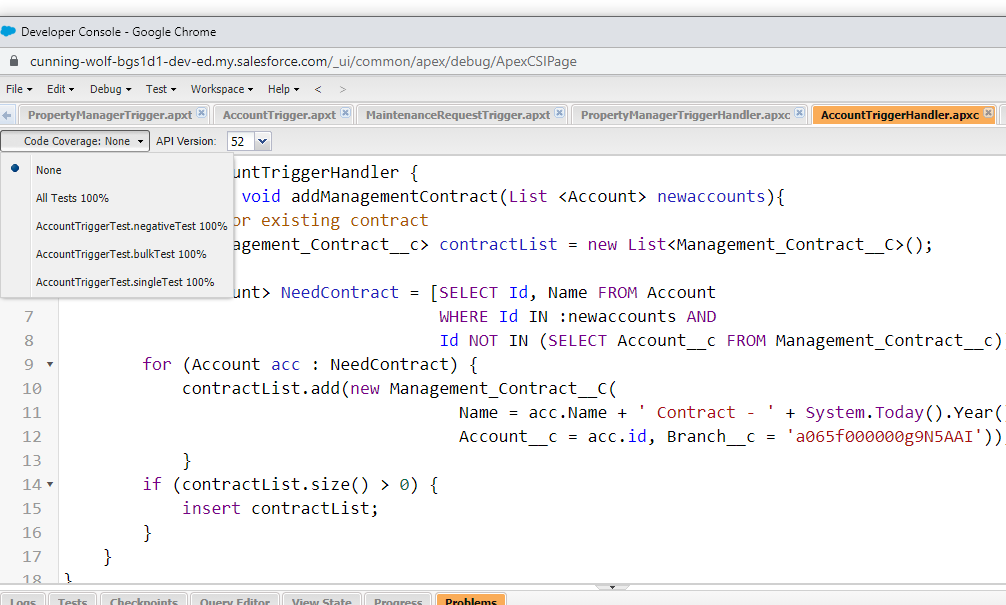 Developer Console - Google Chrome
cunning-wolf-bgs1d1-dev-ed.my.salesforce.com/_ui/common/apex/debug/ApexCSIPage
File Edit Debug Test Workspace Help < >
PropertyManagerTrigger.apxt AccountTrigger.apxt MaintenanceRequestTrigger.apxt PropertyManagerTriggerHandler.apxc AccountTriggerHandler.apxc
Code Coverage: None API Version: 52
None
All Tests 100%
AccountTriggerTest.negativeTest 100%
AccountTriggerTest.bulkTest 100%
AccountTriggerTest.singleTest 100%
untTriggerHandler {
void addManagementContract(List <Account> newaccounts){
or existing contract
agement_Contract__c> contractList = new List<Management_Contract__C>();
unt> NeedContract = [SELECT Id, Name FROM Account
7 WHERE Id IN :newaccounts AND
8 Id NOT IN (SELECT Account__c FROM Management_Contract__c)
9 for (Account acc : NeedContract) {
10 contractList.add(new Management_Contract__C(
11 Name = acc.Name + ' Contract - ' + System.Today().Year(
12 Account__c = acc.id, Branch__c = 'a065f000000g9N5AAI'))
13 }
14 if (contractList.size() > 0) {
15 insert contractList;
16 }
17 }
18 }
Logs Tests Checkpoints Query Editor View State Progress Problems